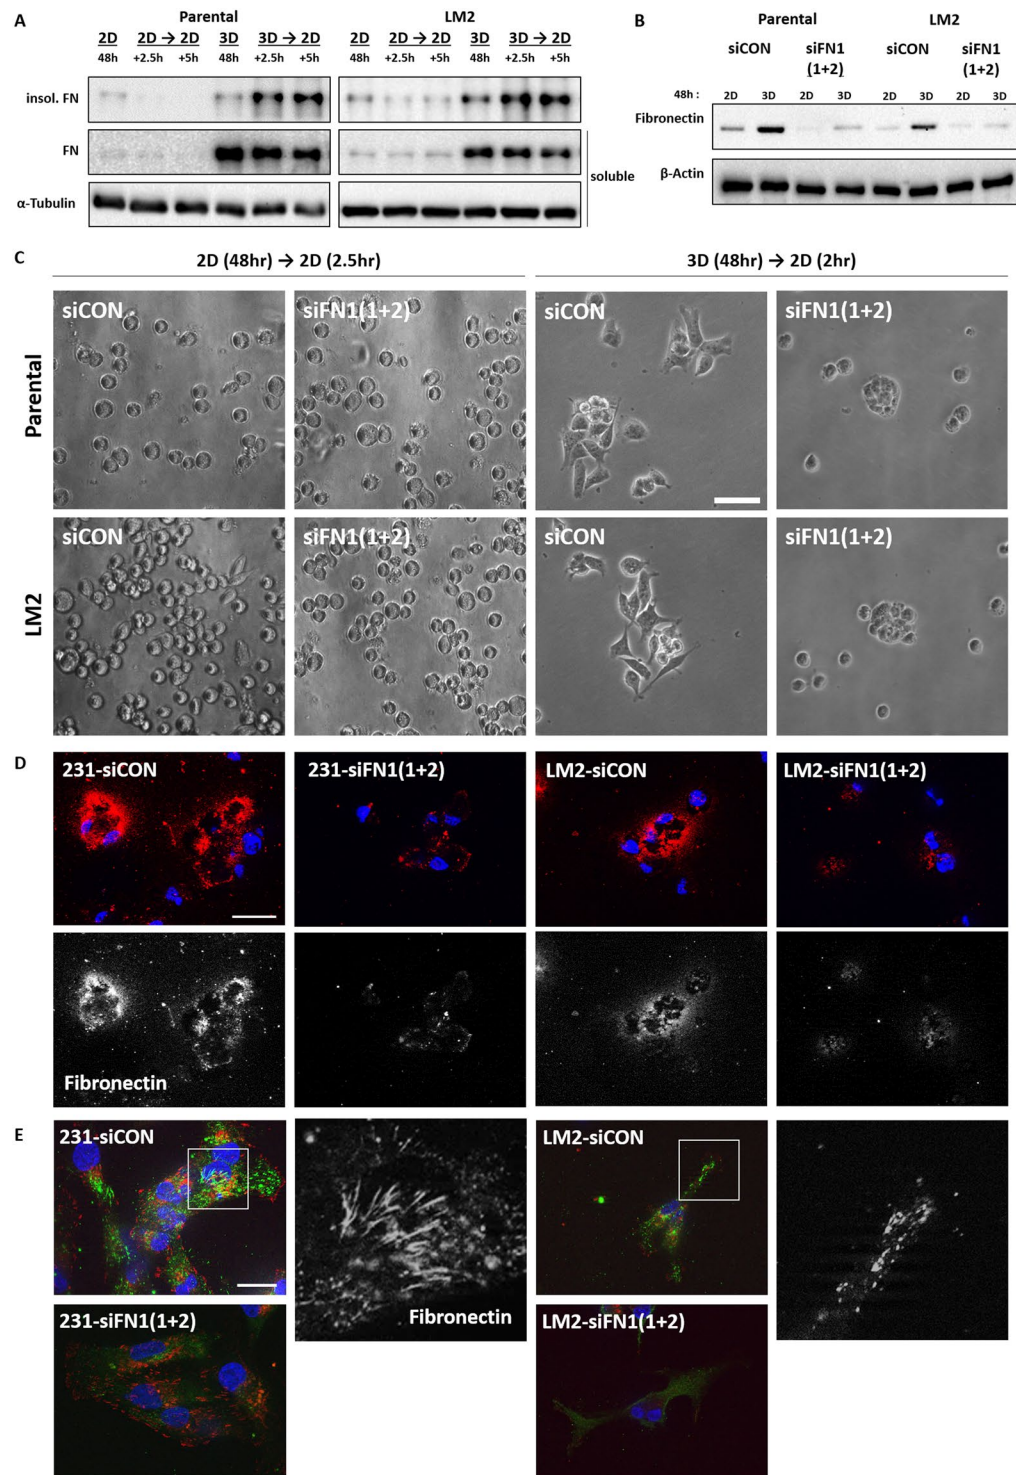 A
Parental
LM2
2D 2D → 2D 3D 3D → 2D 2D 2D → 2D 3D 3D → 2D
48h +2.5h +5h 48h +2.5h +5h 48h +2.5h +5h 48h +2.5h +5h
insol. FN
FN
α-Tubulin
soluble
B
Parental LM2
siCON siFN1 siCON siFN1
(1+2) (1+2)
48h : 2D 3D 2D 3D 2D 3D 2D 3D
Fibronectin
β-Actin
C
2D (48hr) → 2D (2.5hr) 3D (48hr) → 2D (2hr)
Parental
siCON siFN1(1+2) siCON siFN1(1+2)
LM2
siCON siFN1(1+2) siCON siFN1(1+2)
D
231-siCON 231-siFN1(1+2) LM2-siCON LM2-siFN1(1+2)
Fibronectin
E
231-siCON LM2-siCON
Fibronectin
231-siFN1(1+2) LM2-siFN1(1+2)